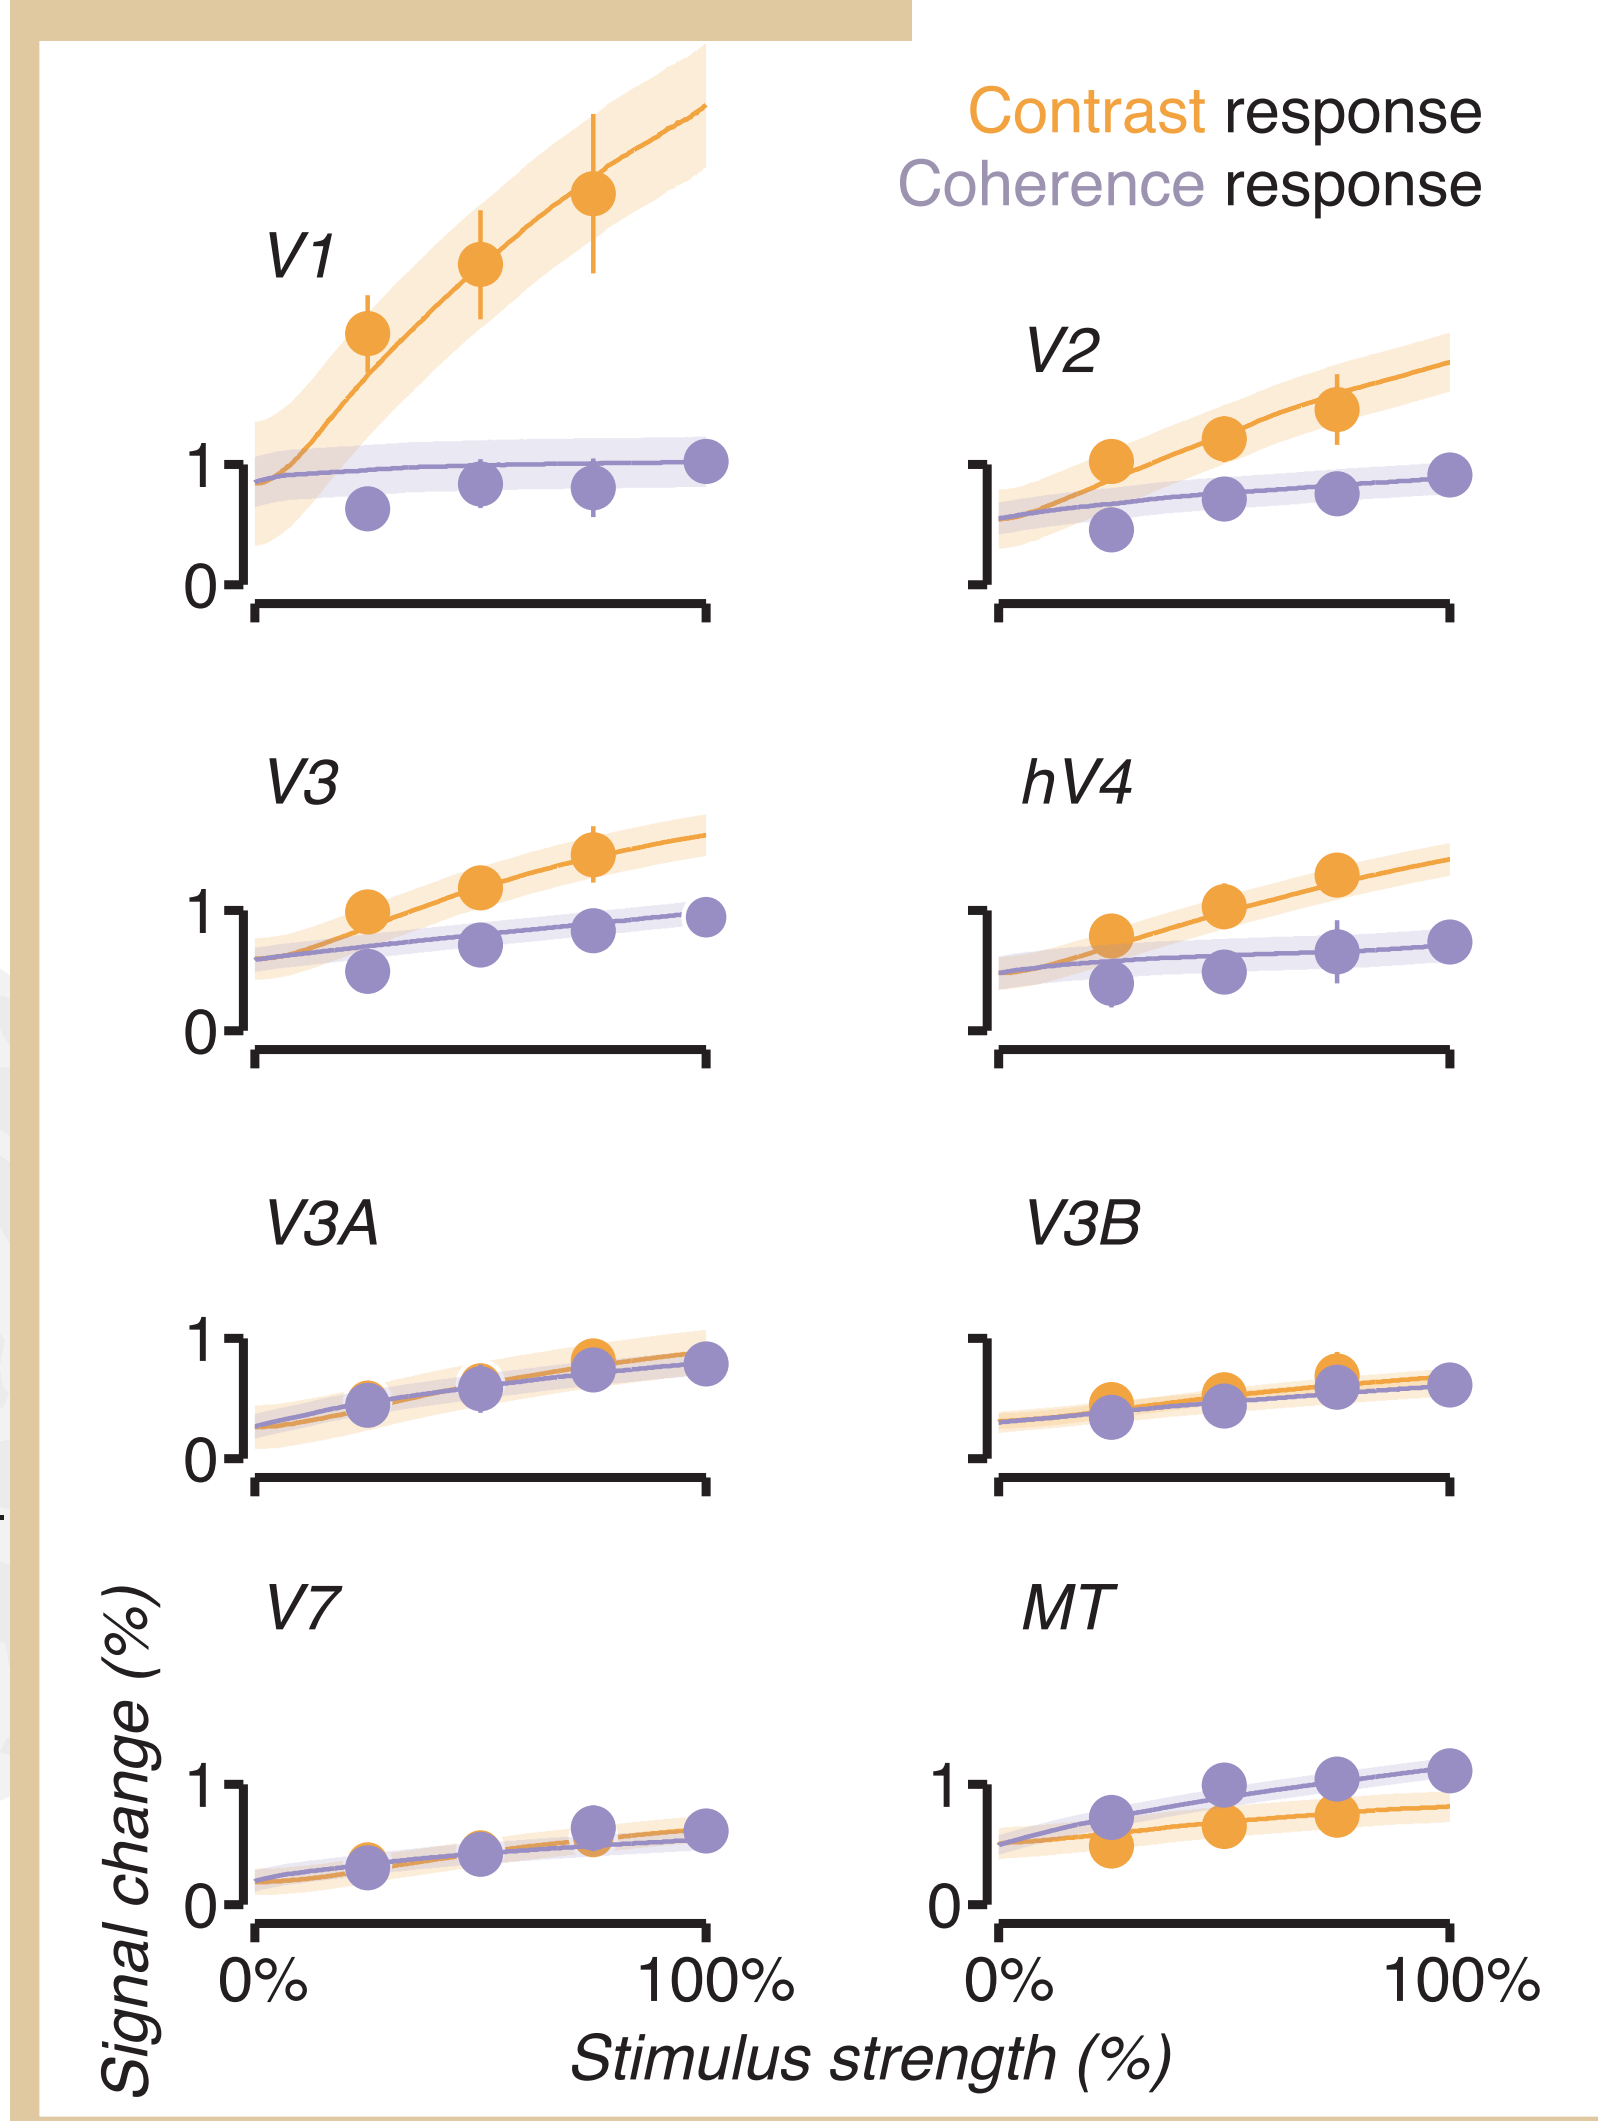 Contrast response
Coherence response
V1
1
0
V2
V3
1
0
hV4
V3A
1
0
V3B
V7
1
0
0%
100%
MT
1
0
0%
100%
Signal change (%)
Stimulus strength (%)